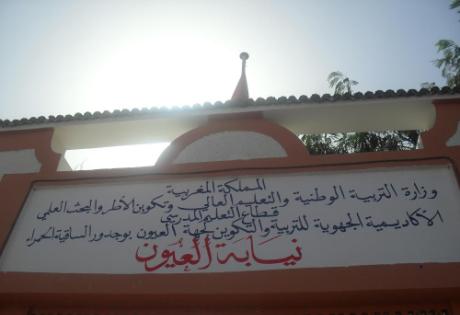 المملكة المغربية
وزارة التربية الوطنية والتعليم العالي وتكوين الأطر والبحث العلمي
قطاع التعليم المدرسي
الأكاديمية الجهوية للتربية والتكوين لجهة العيون بوجدور الساقية الحمراء
نيابة العيون